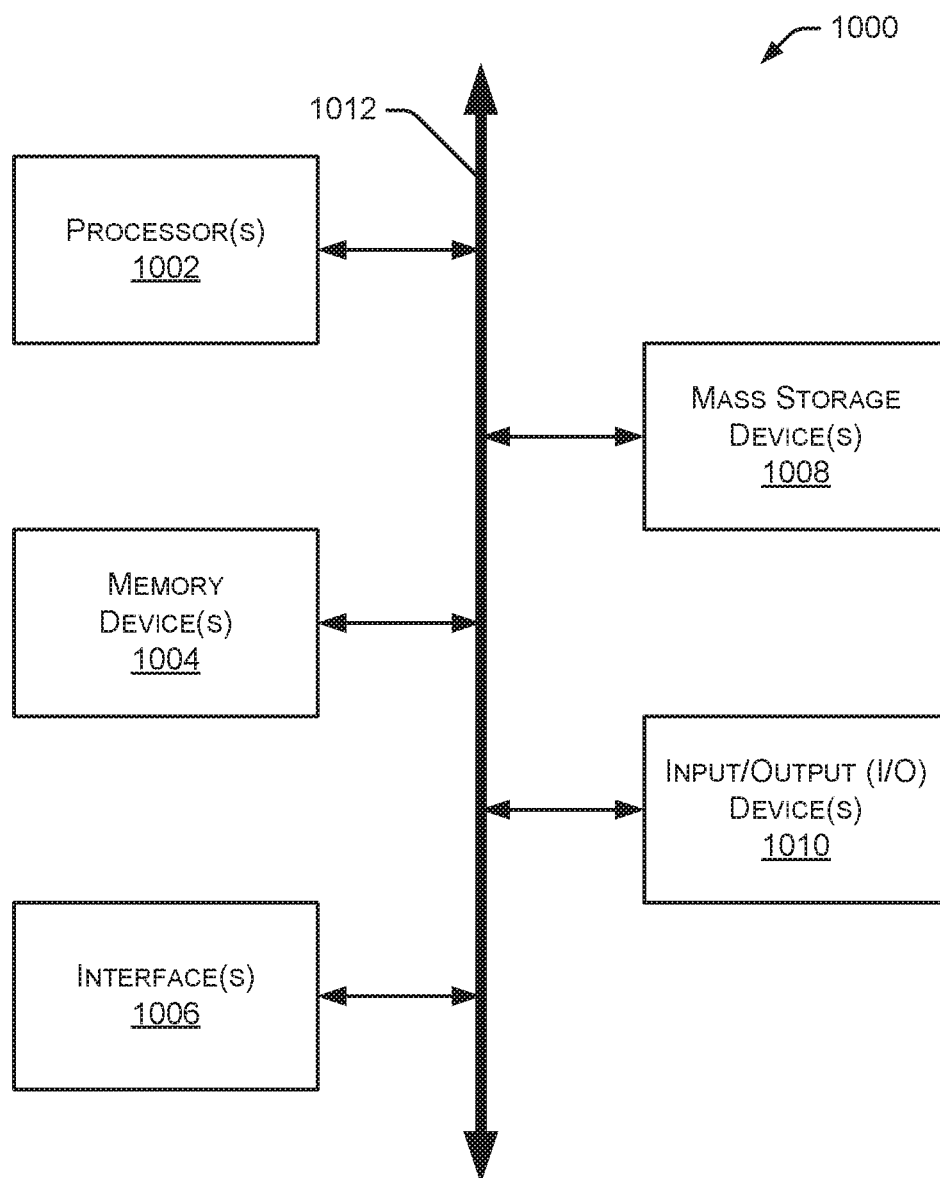 1000
1012
PROCESSOR(S)
1002
MASS STORAGE
DEVICE(S)
1008
MEMORY
DEVICE(S)
1004
INPUT/OUTPUT (I/O)
DEVICE(S)
1010
INTERFACE(S)
1006